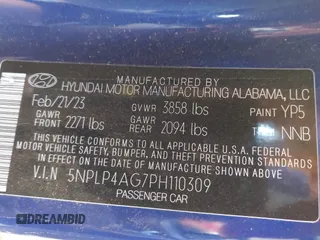 HYUNDAI MOTOR MANUFACTURING ALABAMA, LLC
Feb/21/23 GVWR 3858 lbs PAINT YP5
GAWR FRONT 2271 lbs GAWR REAR 2094 lbs TRIM NNB
THIS VEHICLE CONFORMS TO ALL APPLICABLE U.S.A. FEDERAL
MOTOR VEHICLE SAFETY, BUMPER, AND THEFT PREVENTION
STANDARDS IN EFFECT ON THE DATE OF MANUFACTURE
SHOWN ABOVE.
V.I.N 5NPLP4AG7PH110309
PASSENGER CAR
DREAMBID